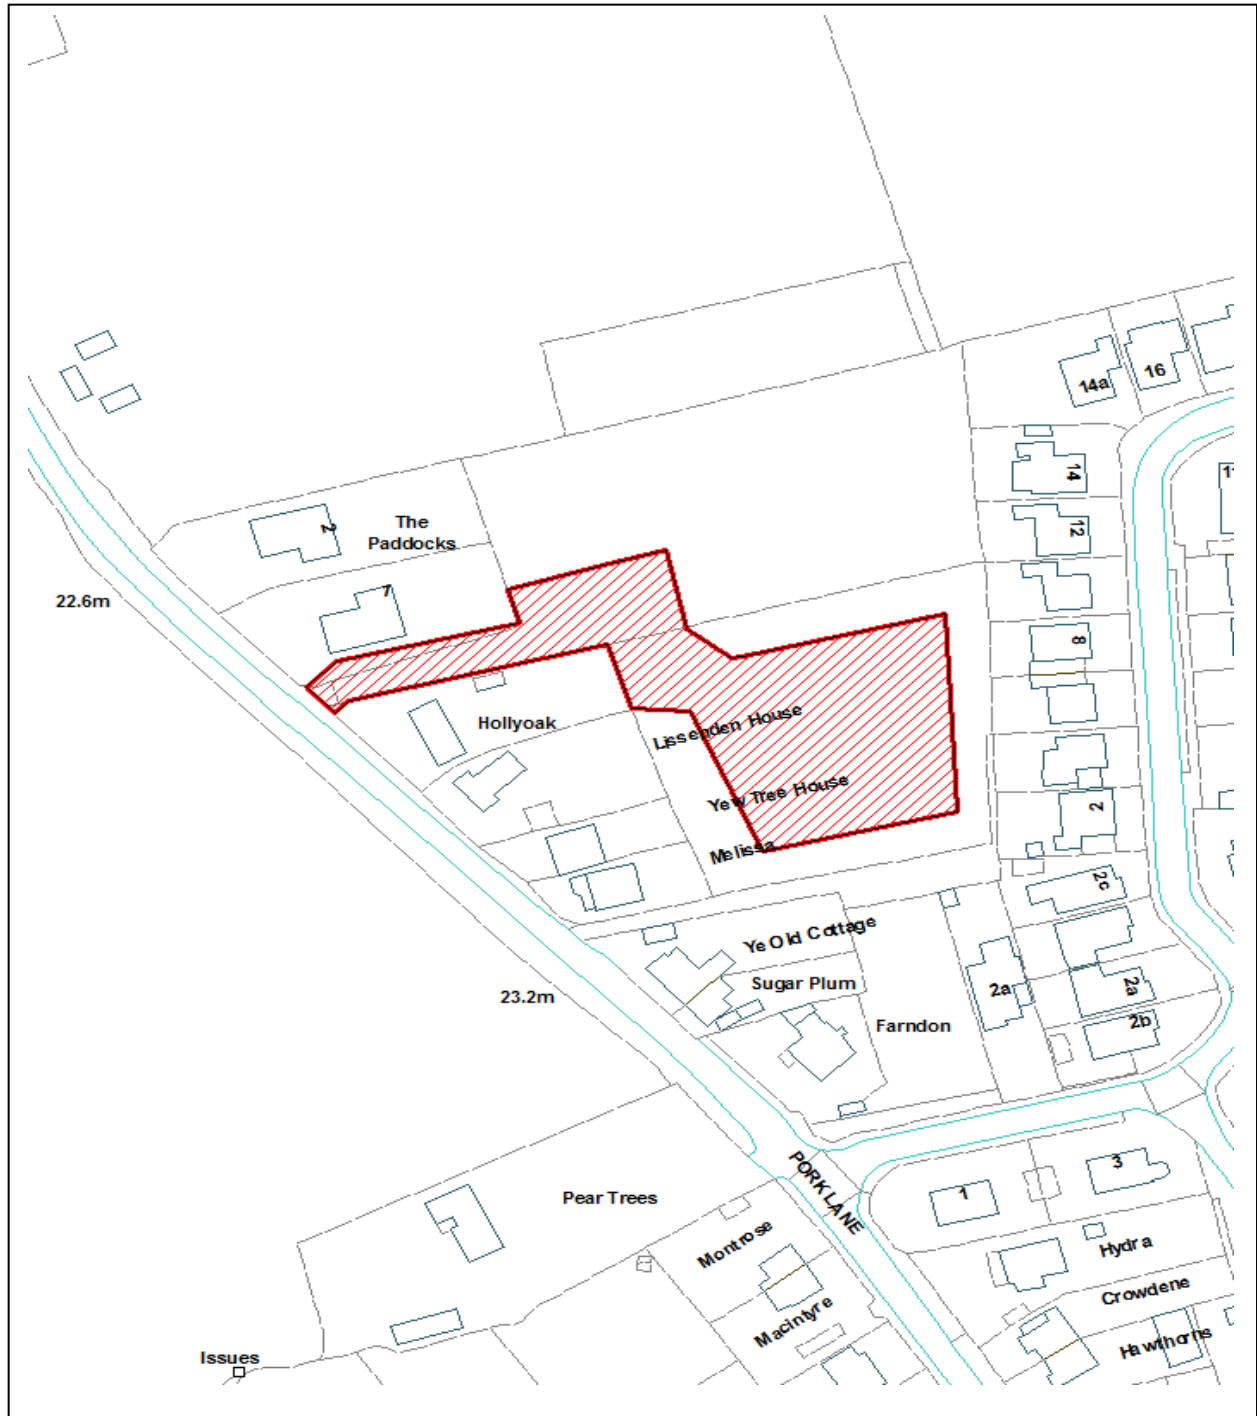 14a
16
14
11
12
2
The
Paddocks
7
22.6m
8
Hollyoak
Lissenden House
Yew Tree House
2
Melissa
2c
Ye Old Cottage
Sugar Plum
2a
2a
23.2m
Farndon
2b
PORK LANE
3
1
Pear Trees
Montrose
Hydra
Crowdene
Macintyre
Hawthorns
Issues